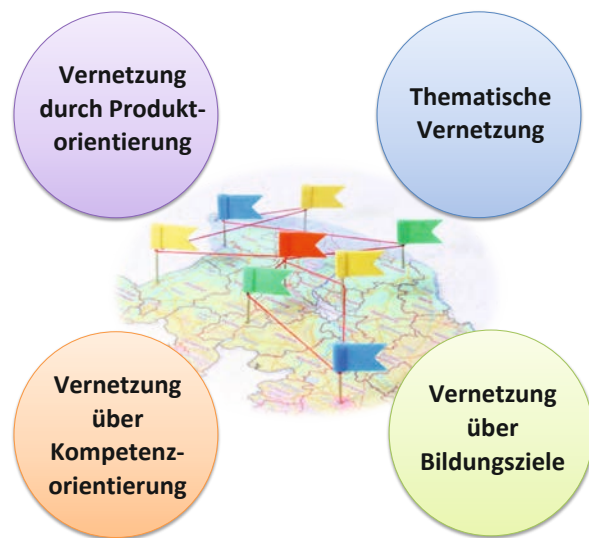 Vernetzung
durch Produkt-
orientierung
Thematische
Vernetzung
Vernetzung
über
Kompetenz-
orientierung
Vernetzung
über
Bildungsziele